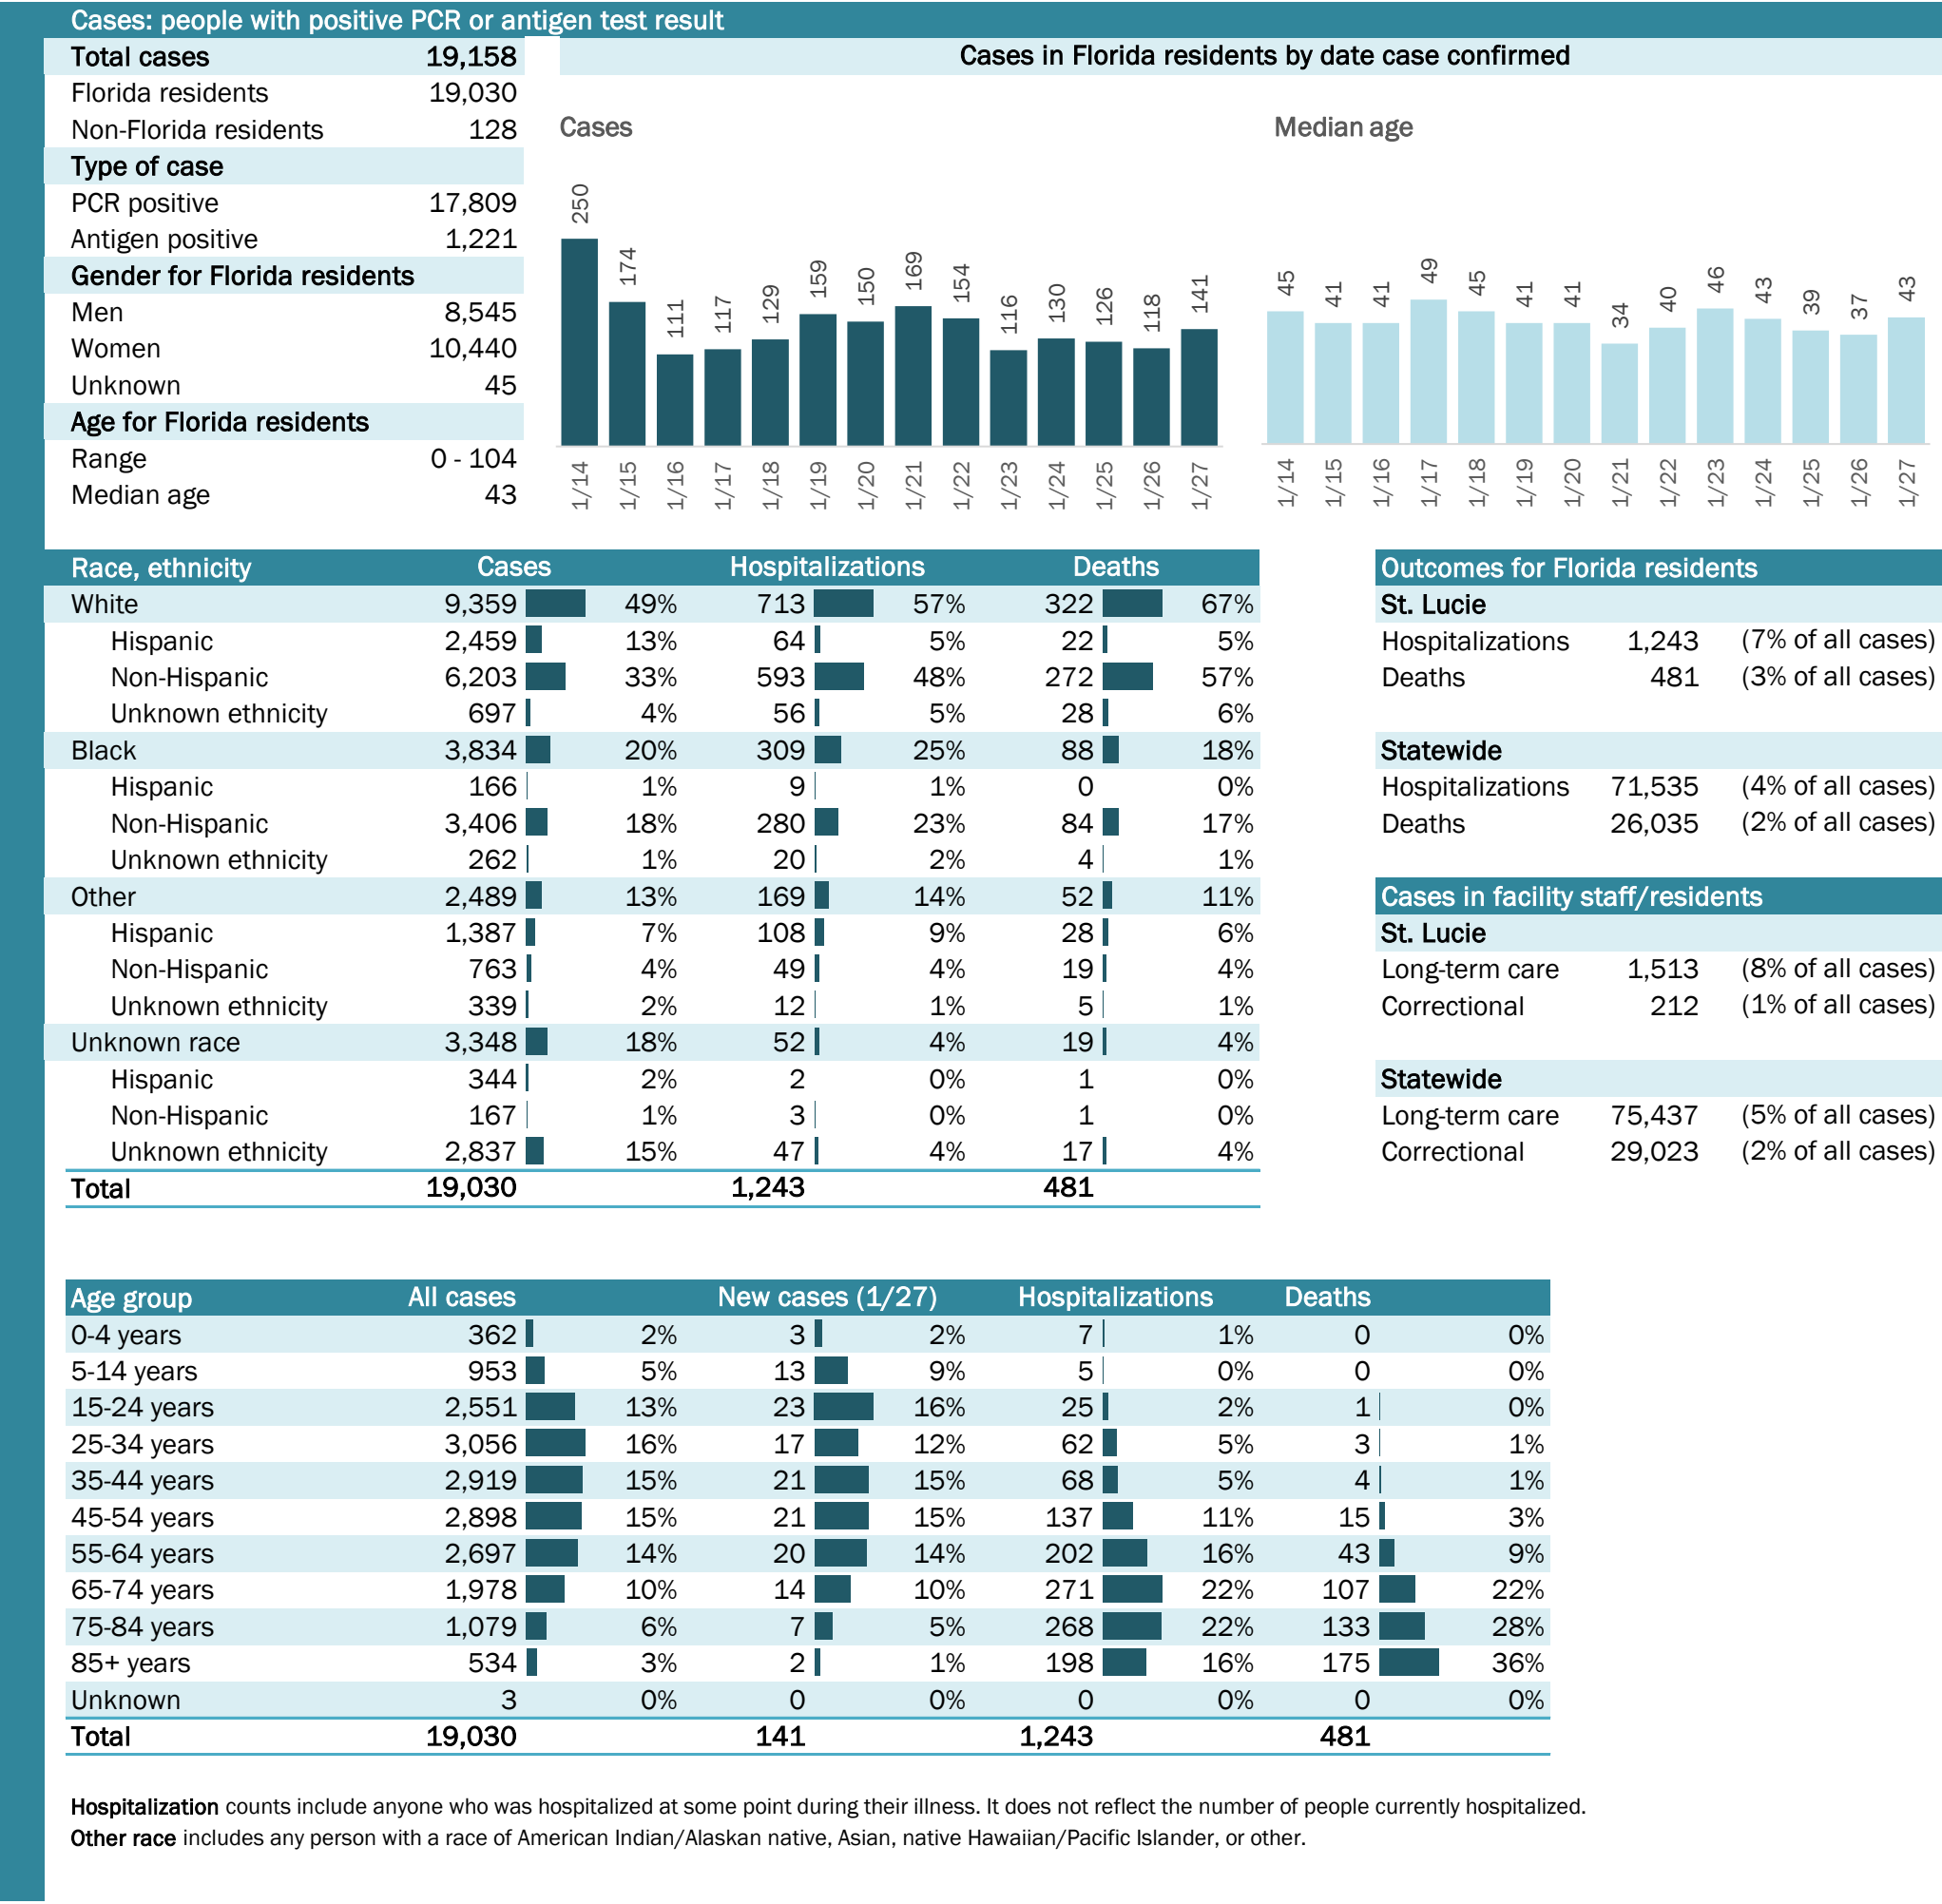 Cases: people with positive PCR or antigen test result
Total cases 19,158
Florida residents 19,030
Non-Florida residents 128
Type of case
PCR positive 17,809
Antigen positive 1,221
Gender for Florida residents
Men 8,545
Women 10,440
Unknown 45
Age for Florida residents
Range 0 - 104
Median age 43
Cases in Florida residents by date case confirmed
Cases
250 174 111 117 129 159 150 169 154 116 130 126 118 141
1/14 1/15 1/16 1/17 1/18 1/19 1/20 1/21 1/22 1/23 1/24 1/25 1/26 1/27
Median age
45 41 41 49 45 41 41 34 40 46 43 39 37 43
1/14 1/15 1/16 1/17 1/18 1/19 1/20 1/21 1/22 1/23 1/24 1/25 1/26 1/27
Race, ethnicity Cases Hospitalizations Deaths
White 9,359 49% 713 57% 322 67%
Hispanic 2,459 13% 64 5% 22 5%
Non-Hispanic 6,203 33% 593 48% 272 57%
Unknown ethnicity 697 4% 56 5% 28 6%
Black 3,834 20% 309 25% 88 18%
Hispanic 166 1% 9 1% 0 0%
Non-Hispanic 3,406 18% 280 23% 84 17%
Unknown ethnicity 262 1% 20 2% 4 1%
Other 2,489 13% 169 14% 52 11%
Hispanic 1,387 7% 108 9% 28 6%
Non-Hispanic 763 4% 49 4% 19 4%
Unknown ethnicity 339 2% 12 1% 5 1%
Unknown race 3,348 18% 52 4% 19 4%
Hispanic 344 2% 2 0% 1 0%
Non-Hispanic 167 1% 3 0% 1 0%
Unknown ethnicity 2,837 15% 47 4% 17 4%
Total 19,030 1,243 481
Outcomes for Florida residents
St. Lucie
Hospitalizations 1,243 (7% of all cases)
Deaths 481 (3% of all cases)
Statewide
Hospitalizations 71,535 (4% of all cases)
Deaths 26,035 (2% of all cases)
Cases in facility staff/residents
St. Lucie
Long-term care 1,513 (8% of all cases)
Correctional 212 (1% of all cases)
Statewide
Long-term care 75,437 (5% of all cases)
Correctional 29,023 (2% of all cases)
Age group All cases New cases (1/27) Hospitalizations Deaths
0-4 years 362 2% 3 2% 7 1% 0 0%
5-14 years 953 5% 13 9% 5 0% 0 0%
15-24 years 2,551 13% 23 16% 25 2% 1 0%
25-34 years 3,056 16% 17 12% 62 5% 3 1%
35-44 years 2,919 15% 21 15% 68 5% 4 1%
45-54 years 2,898 15% 21 15% 137 11% 15 3%
55-64 years 2,697 14% 20 14% 202 16% 43 9%
65-74 years 1,978 10% 14 10% 271 22% 107 22%
75-84 years 1,079 6% 7 5% 268 22% 133 28%
85+ years 534 3% 2 1% 198 16% 175 36%
Unknown 3 0% 0 0% 0 0% 0 0%
Total 19,030 141 1,243 481
Hospitalization counts include anyone who was hospitalized at some point during their illness. It does not reflect the number of people currently hospitalized.
Other race includes any person with a race of American Indian/Alaskan native, Asian, native Hawaiian/Pacific Islander, or other.